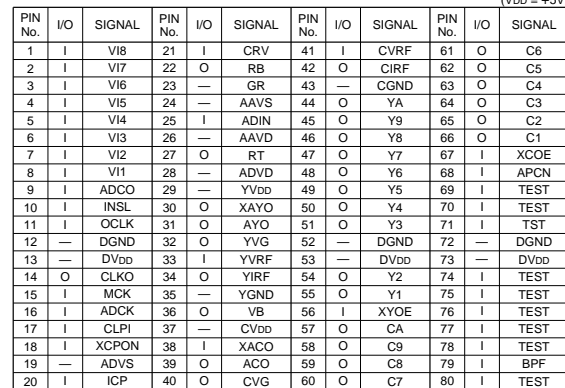 (VDD = +3V
PIN No. I/O SIGNAL PIN No. I/O SIGNAL PIN No. I/O SIGNAL PIN No. I/O SIGNAL
1 I VI8 21 I CRV 41 I CVRF 61 O C6
2 I VI7 22 O RB 42 O CIRF 62 O C5
3 I VI6 23 — GR 43 — CGND 63 O C4
4 I VI5 24 — AAVS 44 O YA 64 O C3
5 I VI4 25 I ADIN 45 O Y9 65 O C2
6 I VI3 26 — AAVD 46 O Y8 66 O C1
7 I VI2 27 O RT 47 O Y7 67 I XCOE
8 I VI1 28 — ADVD 48 O Y6 68 I APCN
9 I ADCO 29 — YVDD 49 O Y5 69 I TEST
10 I INSL 30 O XAYO 50 O Y4 70 I TEST
11 I OCLK 31 O AYO 51 O Y3 71 I TST
12 — DGND 32 O YVG 52 — DGND 72 — DGND
13 — DVDD 33 I YVRF 53 — DVDD 73 — DVDD
14 O CLKO 34 O YIRF 54 O Y2 74 I TEST
15 I MCK 35 — YGND 55 O Y1 75 I TEST
16 I ADCK 36 O VB 56 I XYOE 76 I TEST
17 I CLPI 37 — CVDD 57 O CA 77 I TEST
18 I XCPON 38 I XACO 58 O C9 78 I TEST
19 — ADVS 39 O ACO 59 O C8 79 I BPF
20 I ICP 40 O CVG 60 O C7 80 I TEST